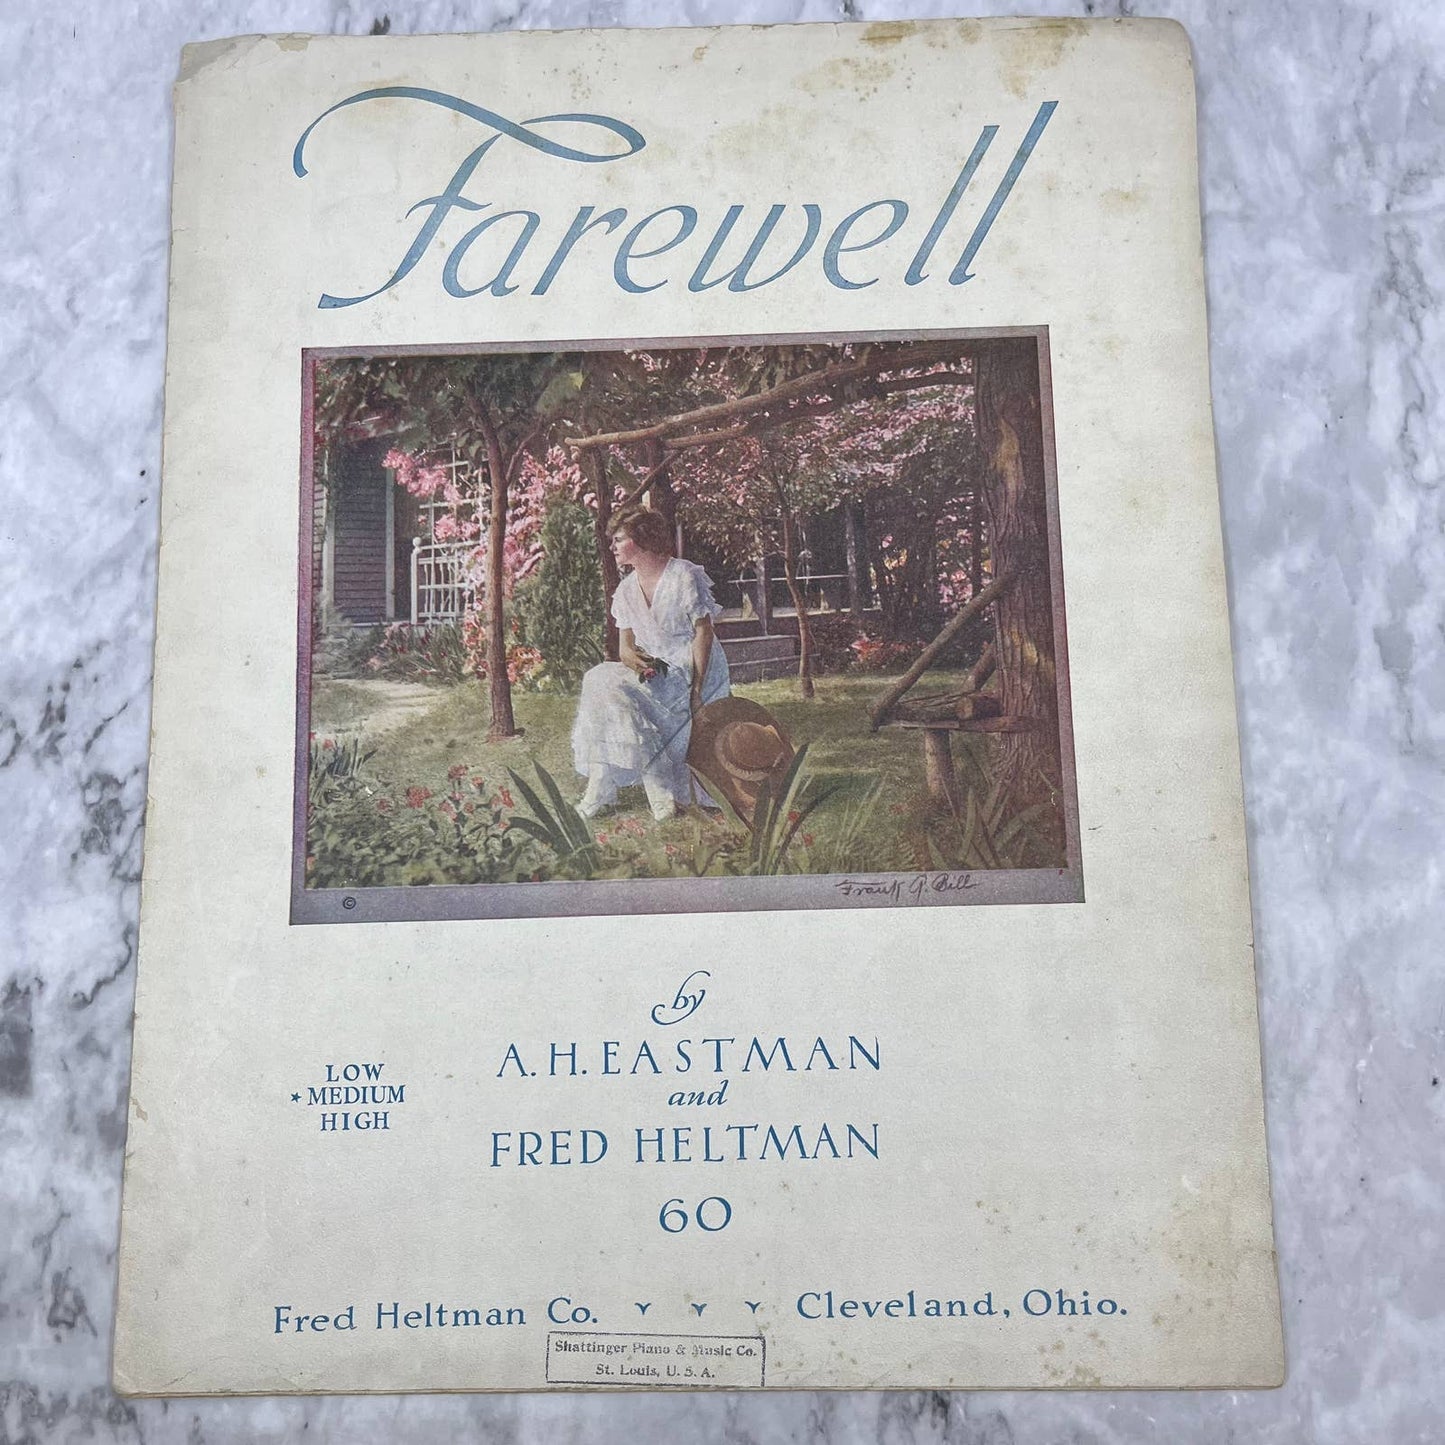 Farewell
©
Frank A. Bill
by
A. H. EASTMAN
and
FRED HELTMAN
LOW
★ MEDIUM
HIGH
60
Fred Heltman Co. Cleveland, Ohio.
Shattinger Piano & Music Co.
St. Louis, U. S. A.